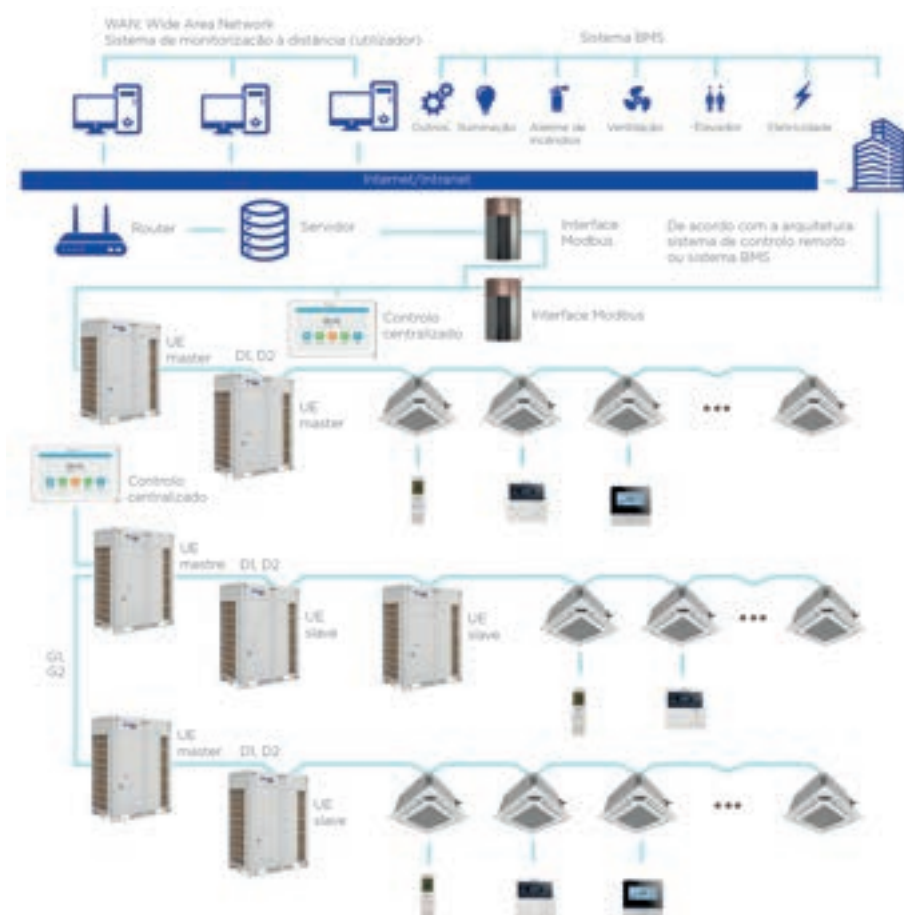 WAN: Wide Area Network
Sistema de monitorização à distância (utilizador)
Sistema BMS
Outros
Iluminação
Alarme de
incêndios
Ventilação
Elevador
Eletricidade
Internet/Intranet
Router
Servidor
Interface
Modbus
De acordo com a arquitetura
sistema de controlo remoto
ou sistema BMS
Controlo
centralizado
Interface Modbus
UE
master
D1, D2
UE
master
Controlo
centralizado
UE
mestre
D1, D2
UE
slave
UE
slave
G1,
G2
UE
master
D1, D2
UE
slave